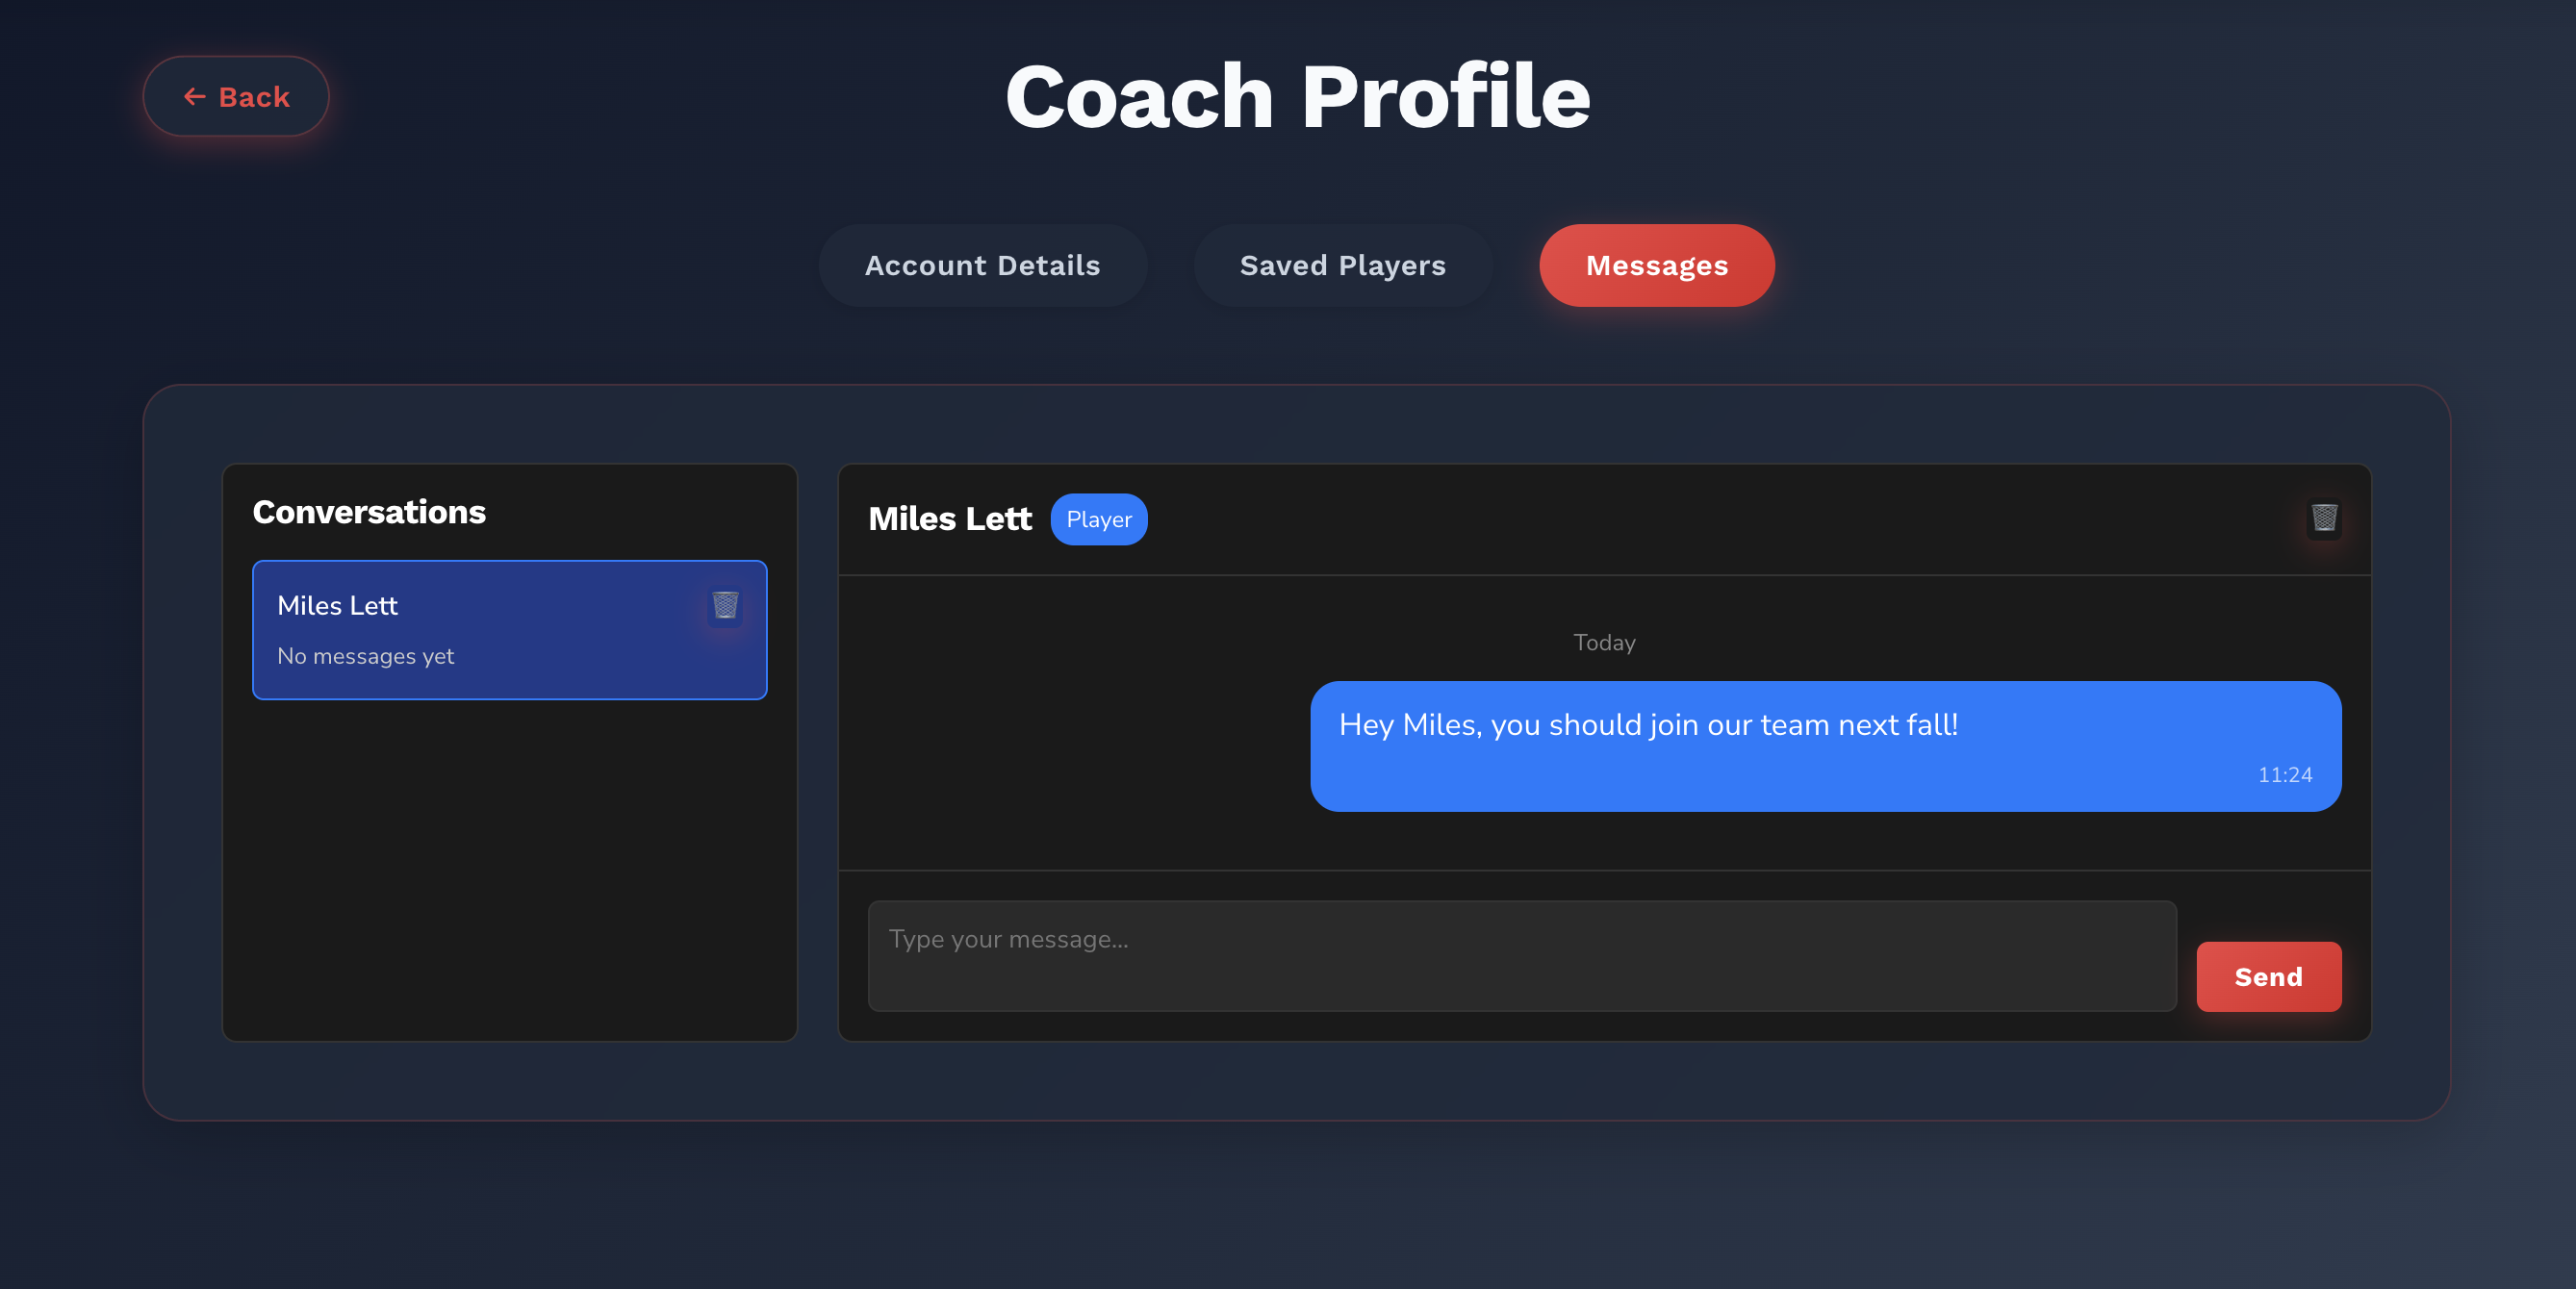 ← Back
Coach Profile
Account Details
Saved Players
Messages
Conversations
Miles Lett
No messages yet
Miles Lett
Player
Today
Hey Miles, you should join our team next fall!
11:24
Type your message...
Send